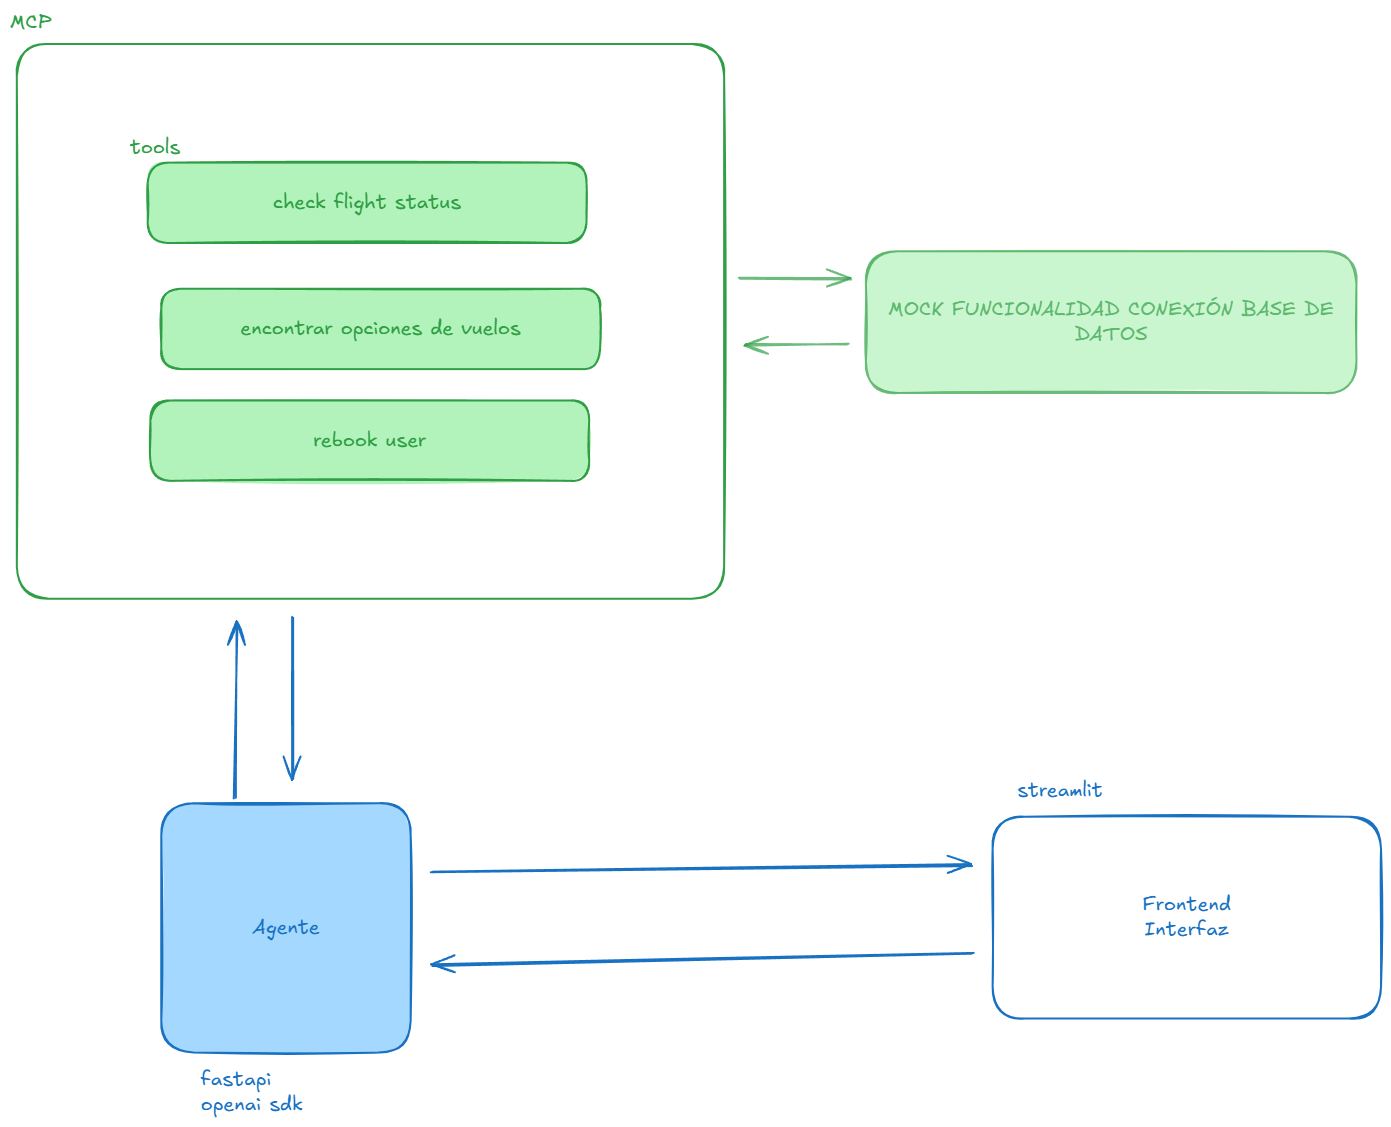 MCP
tools
check flight status
encontrar opciones de vuelos
rebook user
MOCK FUNCIONALIDAD CONEXIÓN BASE DE
DATOS
Agente
fastapi
openai sdk
streamlit
Frontend
Interfaz